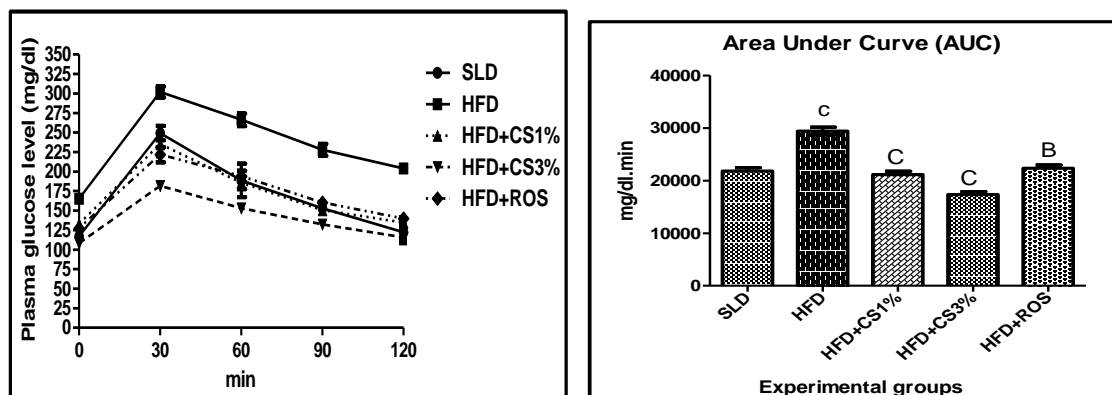 Plasma glucose level (mg/dl)
350
325
300
275
250
225
200
175
150
125
100
75
50
25
0
0 30 60 90 120
min
SLD
HFD
HFD+CS1%
HFD+CS3%
HFD+ROS
Area Under Curve (AUC)
mg/dl.min
40000
30000
20000
10000
0
c
C
C
B
SLD
HFD
HFD+CS1%
HFD+CS3%
HFD+ROS
Experimental groups